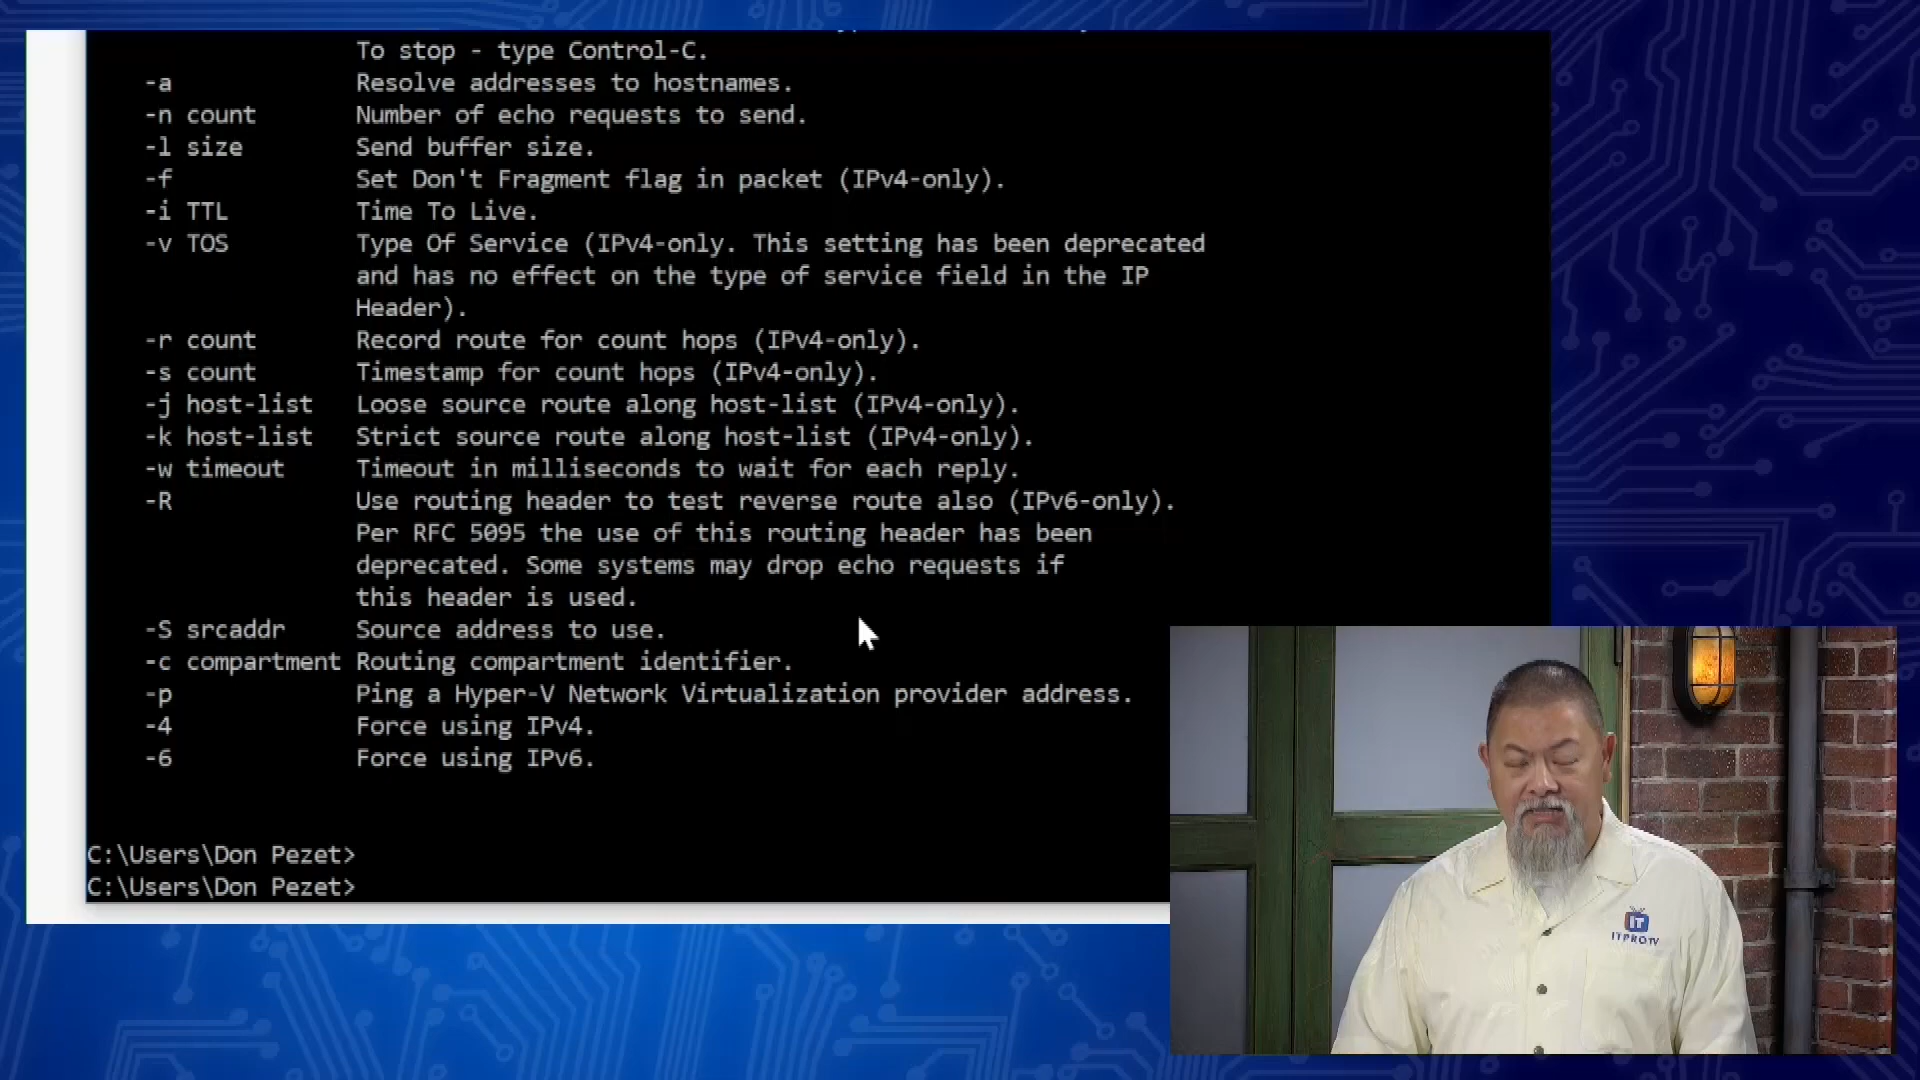 To stop - type Control-C.
-a Resolve addresses to hostnames.
-n count Number of echo requests to send.
-l size Send buffer size.
-f Set Don't Fragment flag in packet (IPv4-only).
-i TTL Time To Live.
-v TOS Type Of Service (IPv4-only. This setting has been deprecated
and has no effect on the type of service field in the IP
Header).
-r count Record route for count hops (IPv4-only).
-s count Timestamp for count hops (IPv4-only).
-j host-list Loose source route along host-list (IPv4-only).
-k host-list Strict source route along host-list (IPv4-only).
-w timeout Timeout in milliseconds to wait for each reply.
-R Use routing header to test reverse route also (IPv6-only).
Per RFC 5095 the use of this routing header has been
deprecated. Some systems may drop echo requests if
this header is used.
-S srcaddr Source address to use.
-c compartment Routing compartment identifier.
-p Ping a Hyper-V Network Virtualization provider address.
-4 Force using IPv4.
-6 Force using IPv6.
C:\Users\Don Pezet>
C:\Users\Don Pezet>
IT
ITPROTV